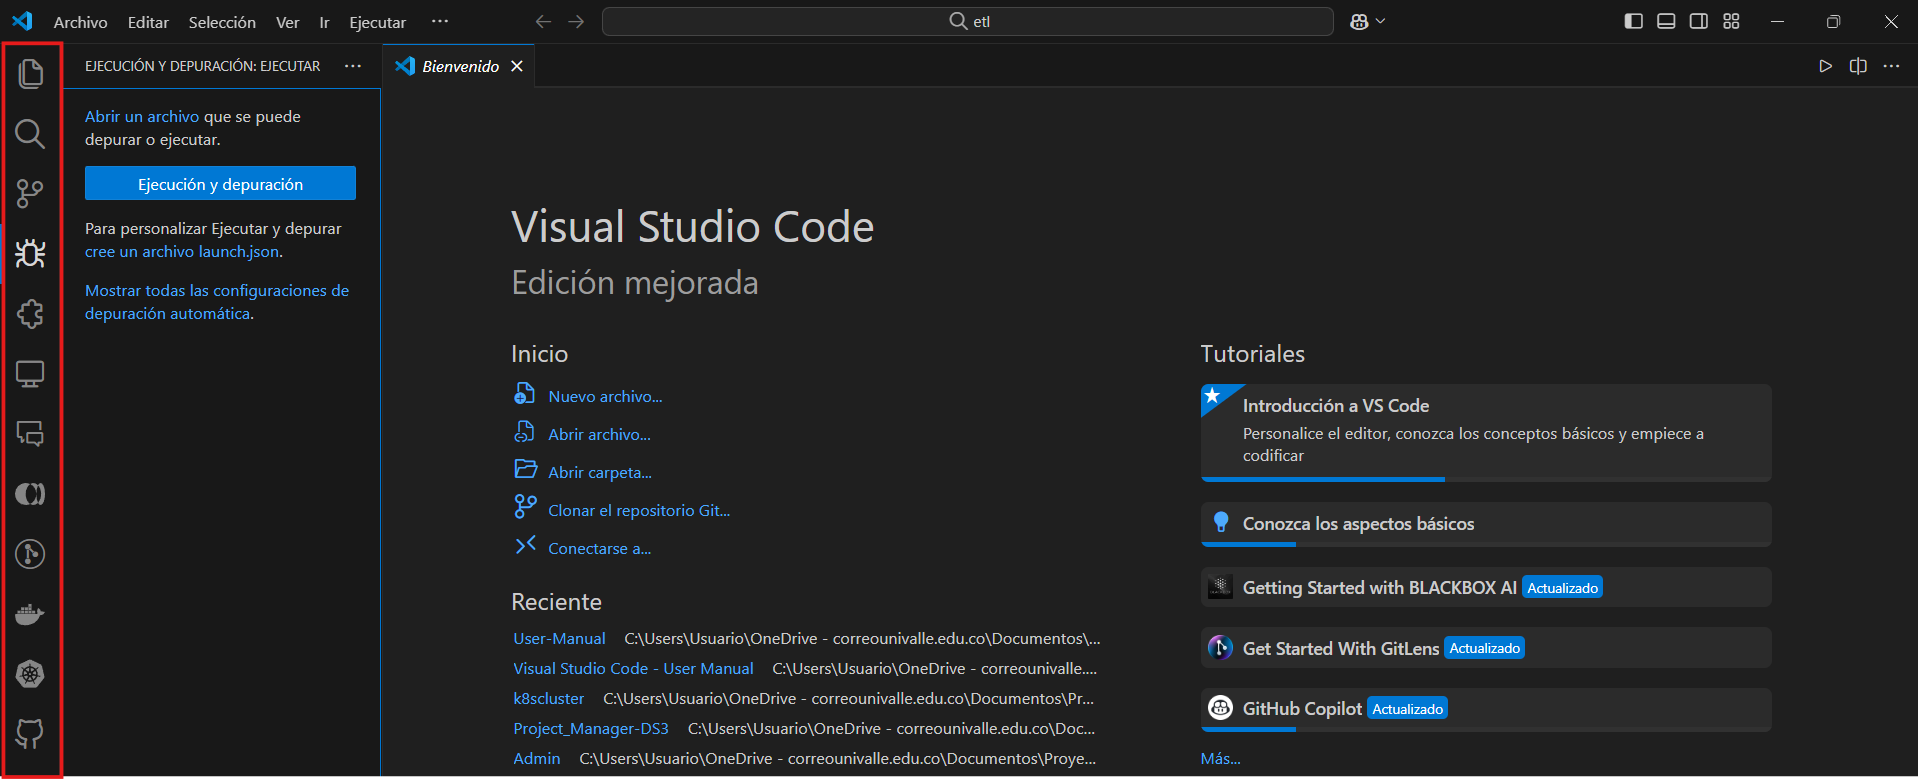 Archivo Editar Selección Ver Ir Ejecutar ···
etl
EJECUCIÓN Y DEPURACIÓN: EJECUTAR ···
Abrir un archivo que se puede
depurar o ejecutar.
Ejecución y depuración
Para personalizar Ejecutar y depurar
cree un archivo launch.json.
Mostrar todas las configuraciones de
depuración automática.
Bienvenido
Visual Studio Code
Edición mejorada
Inicio
Nuevo archivo...
Abrir archivo...
Abrir carpeta...
Clonar el repositorio Git...
Conectarse a...
Reciente
User-Manual C:\Users\Usuario\OneDrive - correounivalle.edu.co\Documentos\...
Visual Studio Code - User Manual C:\Users\Usuario\OneDrive - correounivalle....
k8scluster C:\Users\Usuario\OneDrive - correounivalle.edu.co\Documentos\Pr...
Project_Manager-DS3 C:\Users\Usuario\OneDrive - correounivalle.edu.co\Doc...
Admin C:\Users\Usuario\OneDrive - correounivalle.edu.co\Documentos\Proye...
Tutoriales
Introducción a VS Code
Personalice el editor, conozca los conceptos básicos y empiece a
codificar
Conozca los aspectos básicos
Getting Started with BLACKBOX AI Actualizado
Get Started With GitLens Actualizado
GitHub Copilot Actualizado
Más...